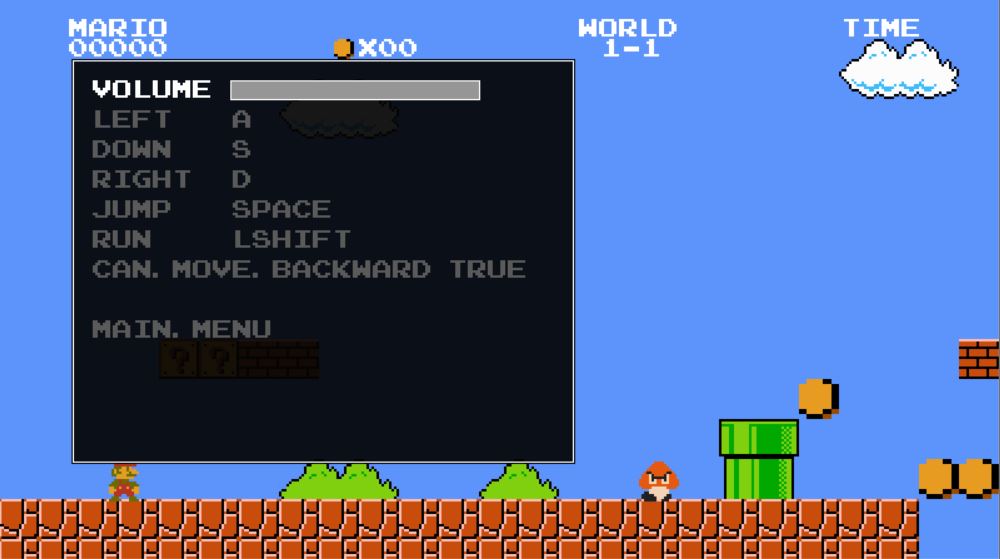 MARIO WORLD TIME
00000 X00 1-1
VOLUME
LEFT A
DOWN S
RIGHT D
JUMP SPACE
RUN LSHIFT
CAN. MOVE. BACKWARD TRUE
MAIN. MENU
? ?